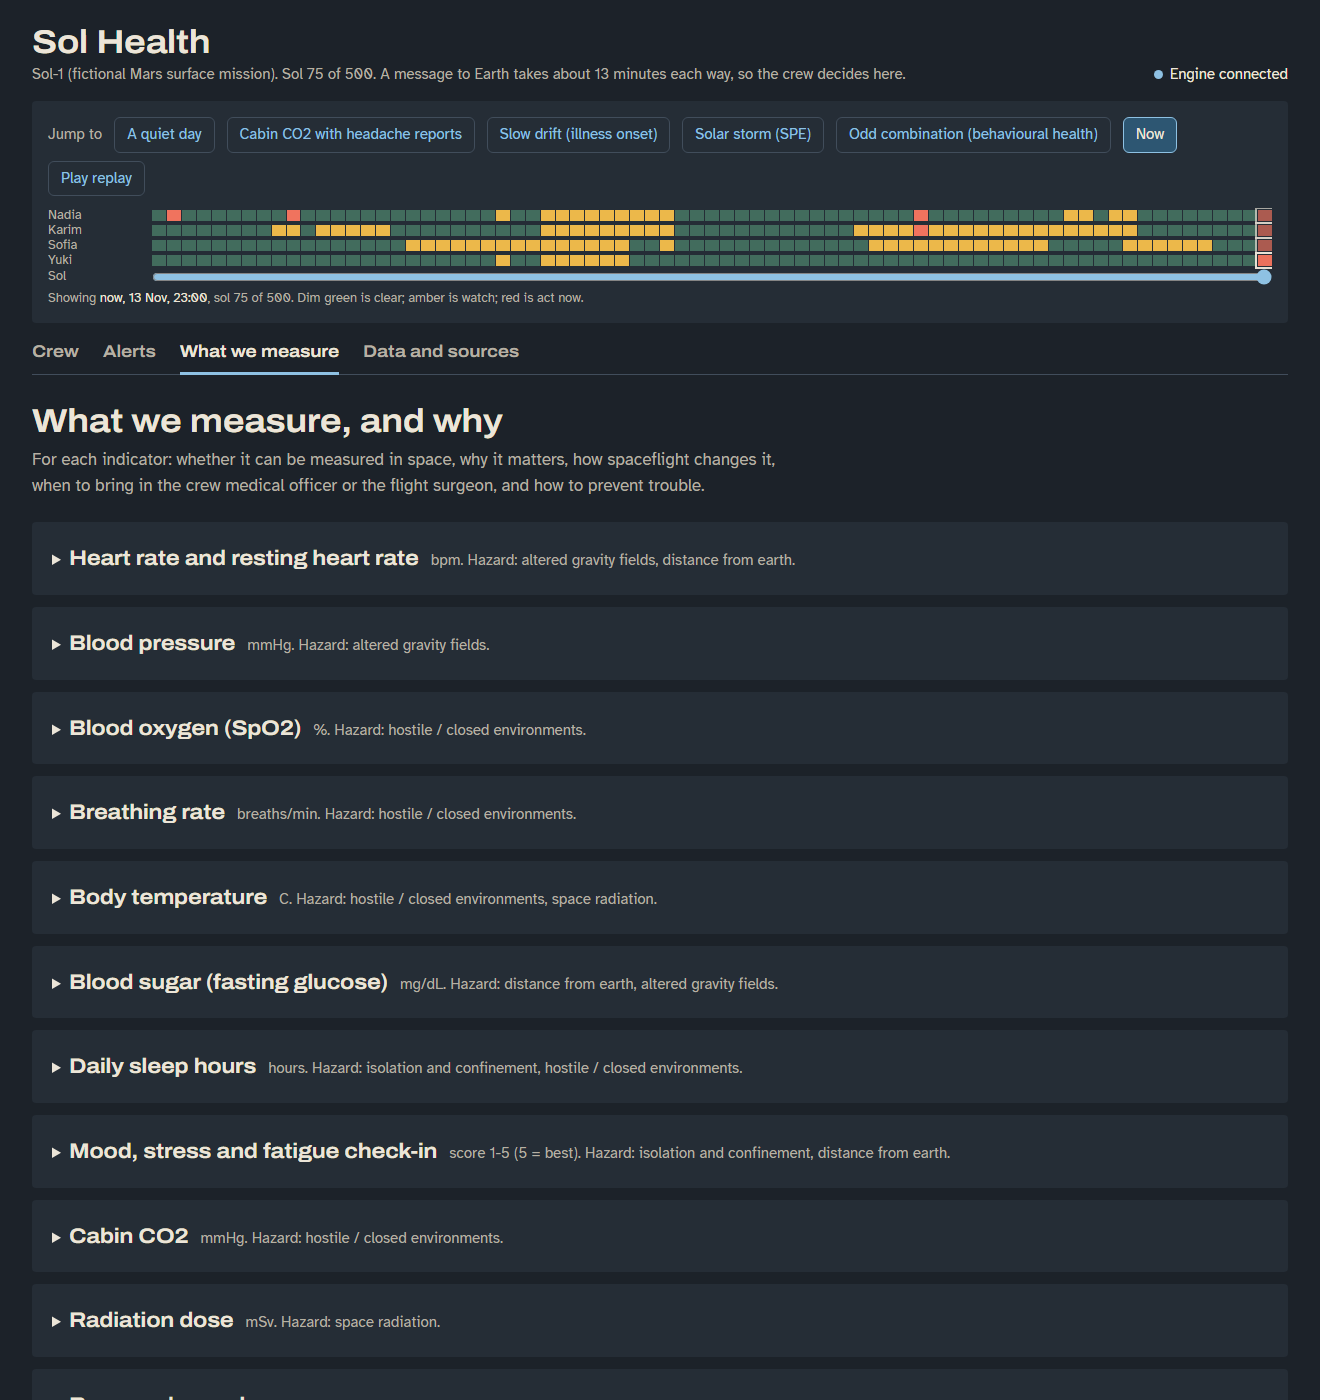 Sol Health
Sol-1 (fictional Mars surface mission). Sol 75 of 500. A message to Earth takes about 13 minutes each way, so the crew decides here.
Engine connected
Jump to
A quiet day
Cabin CO2 with headache reports
Slow drift (illness onset)
Solar storm (SPE)
Odd combination (behavioural health)
Now
Play replay
Nadia
Karim
Sofia
Yuki
Sol
Showing now, 13 Nov, 23:00, sol 75 of 500. Dim green is clear; amber is watch; red is act now.
Crew
Alerts
What we measure
Data and sources
What we measure, and why
For each indicator: whether it can be measured in space, why it matters, how spaceflight changes it,
when to bring in the crew medical officer or the flight surgeon, and how to prevent trouble.
Heart rate and resting heart rate bpm. Hazard: altered gravity fields, distance from earth.
Blood pressure mmHg. Hazard: altered gravity fields.
Blood oxygen (SpO2) %. Hazard: hostile / closed environments.
Breathing rate breaths/min. Hazard: hostile / closed environments.
Body temperature C. Hazard: hostile / closed environments, space radiation.
Blood sugar (fasting glucose) mg/dL. Hazard: distance from earth, altered gravity fields.
Daily sleep hours hours. Hazard: isolation and confinement, hostile / closed environments.
Mood, stress and fatigue check-in score 1-5 (5 = best). Hazard: isolation and confinement, distance from earth.
Cabin CO2 mmHg. Hazard: hostile / closed environments.
Radiation dose mSv. Hazard: space radiation.